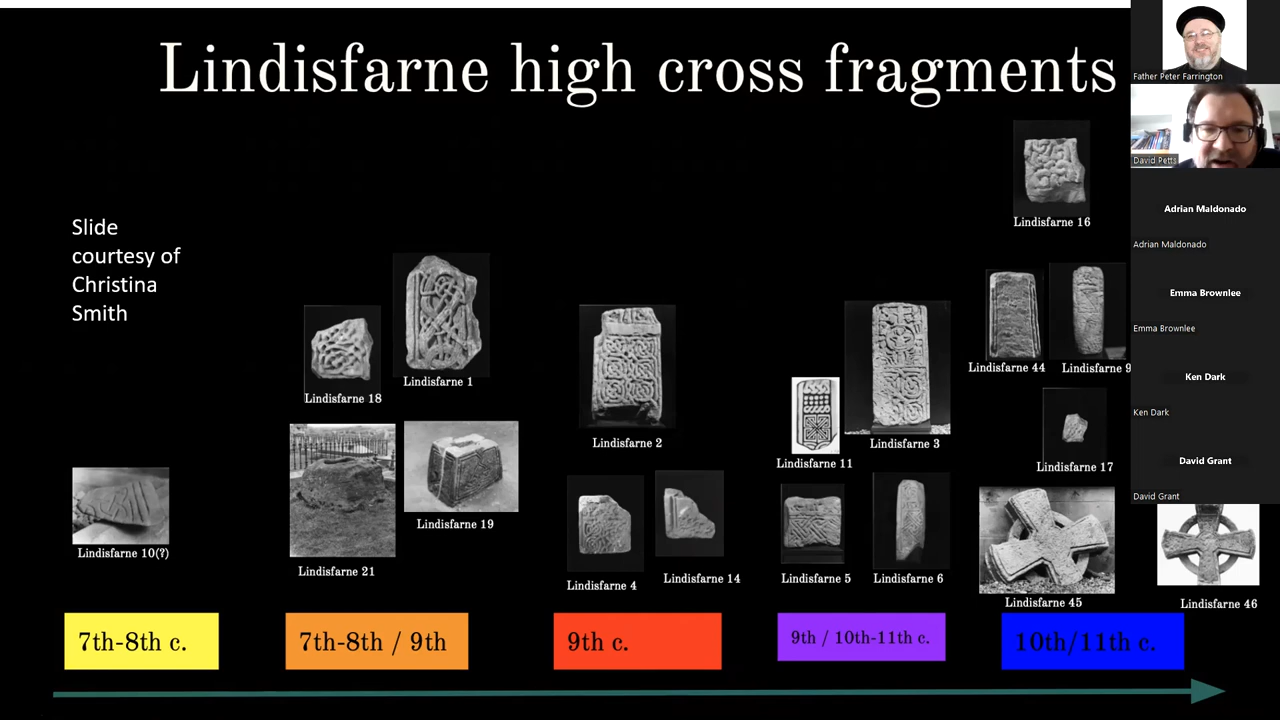 Lindisfarne high cross fragments
Slide
courtesy of
Christina
Smith
Lindisfarne 10(?)
7th-8th c.
Lindisfarne 18
Lindisfarne 1
Lindisfarne 21
Lindisfarne 19
7th-8th / 9th
Lindisfarne 2
Lindisfarne 4
Lindisfarne 14
9th c.
Lindisfarne 11
Lindisfarne 3
Lindisfarne 5
Lindisfarne 6
9th / 10th-11th c.
Lindisfarne 16
Lindisfarne 44
Lindisfarne 9
Lindisfarne 17
Lindisfarne 45
Lindisfarne 46
10th/11th c.
Father Peter Farrington
David Petts
Adrian Maldonado
Adrian Maldonado
Emma Brownlee
Emma Brownlee
Ken Dark
Ken Dark
David Grant
David Grant